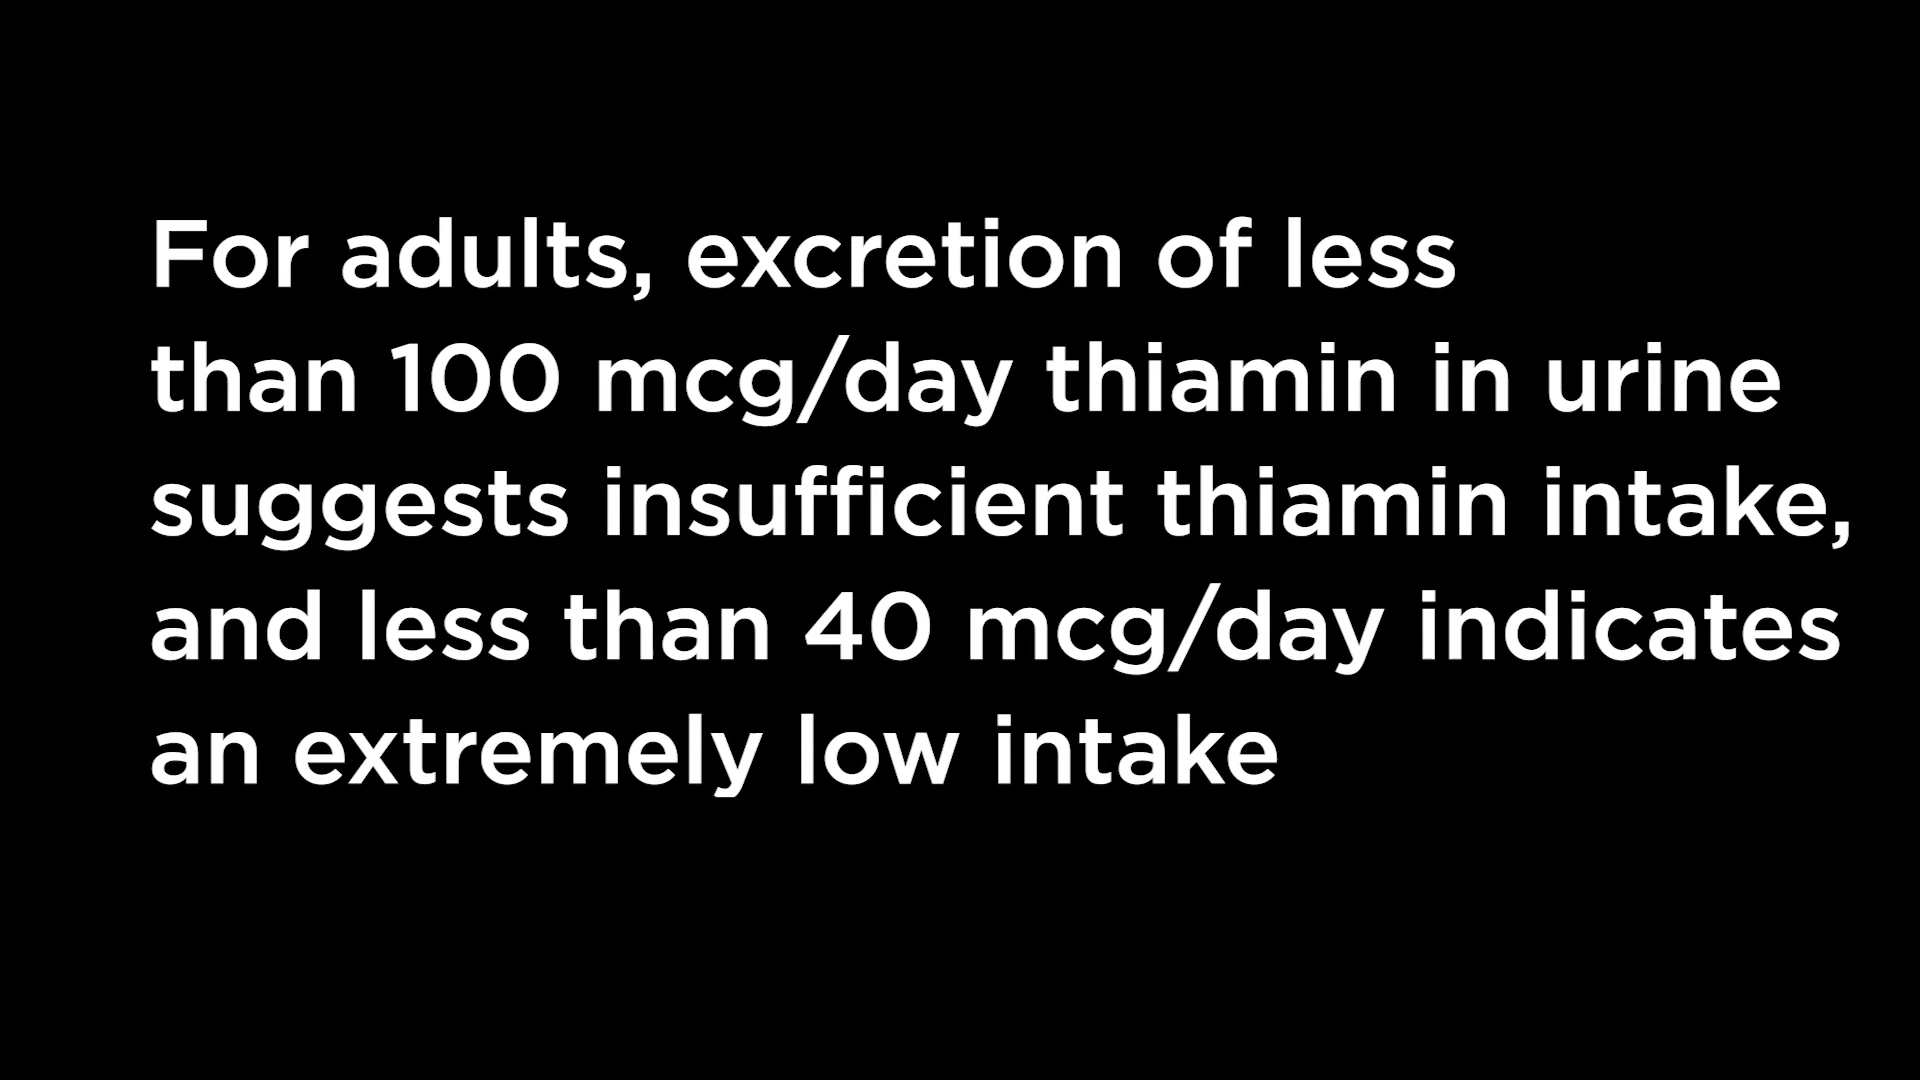 For adults, excretion of less
than 100 mcg/day thiamin in urine
suggests insufficient thiamin intake,
and less than 40 mcg/day indicates
an extremely low intake